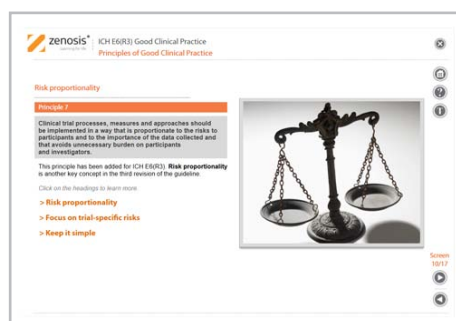 zenosis®
ICH E6(R3) Good Clinical Practice
Principles of Good Clinical Practice
Risk proportionality
Principle 7
Clinical trial processes, measures and approaches should
be implemented in a way that is proportionate to the risks to
participants and to the importance of the data collected and
that avoids unnecessary burden on participants
and investigators.
This principle has been added for ICH E6(R3). Risk proportionality
is another key concept in the third revision of the guideline.
Click on the headings to learn more.
> Risk proportionality
> Focus on trial-specific risks
> Keep it simple
Screen
10/17